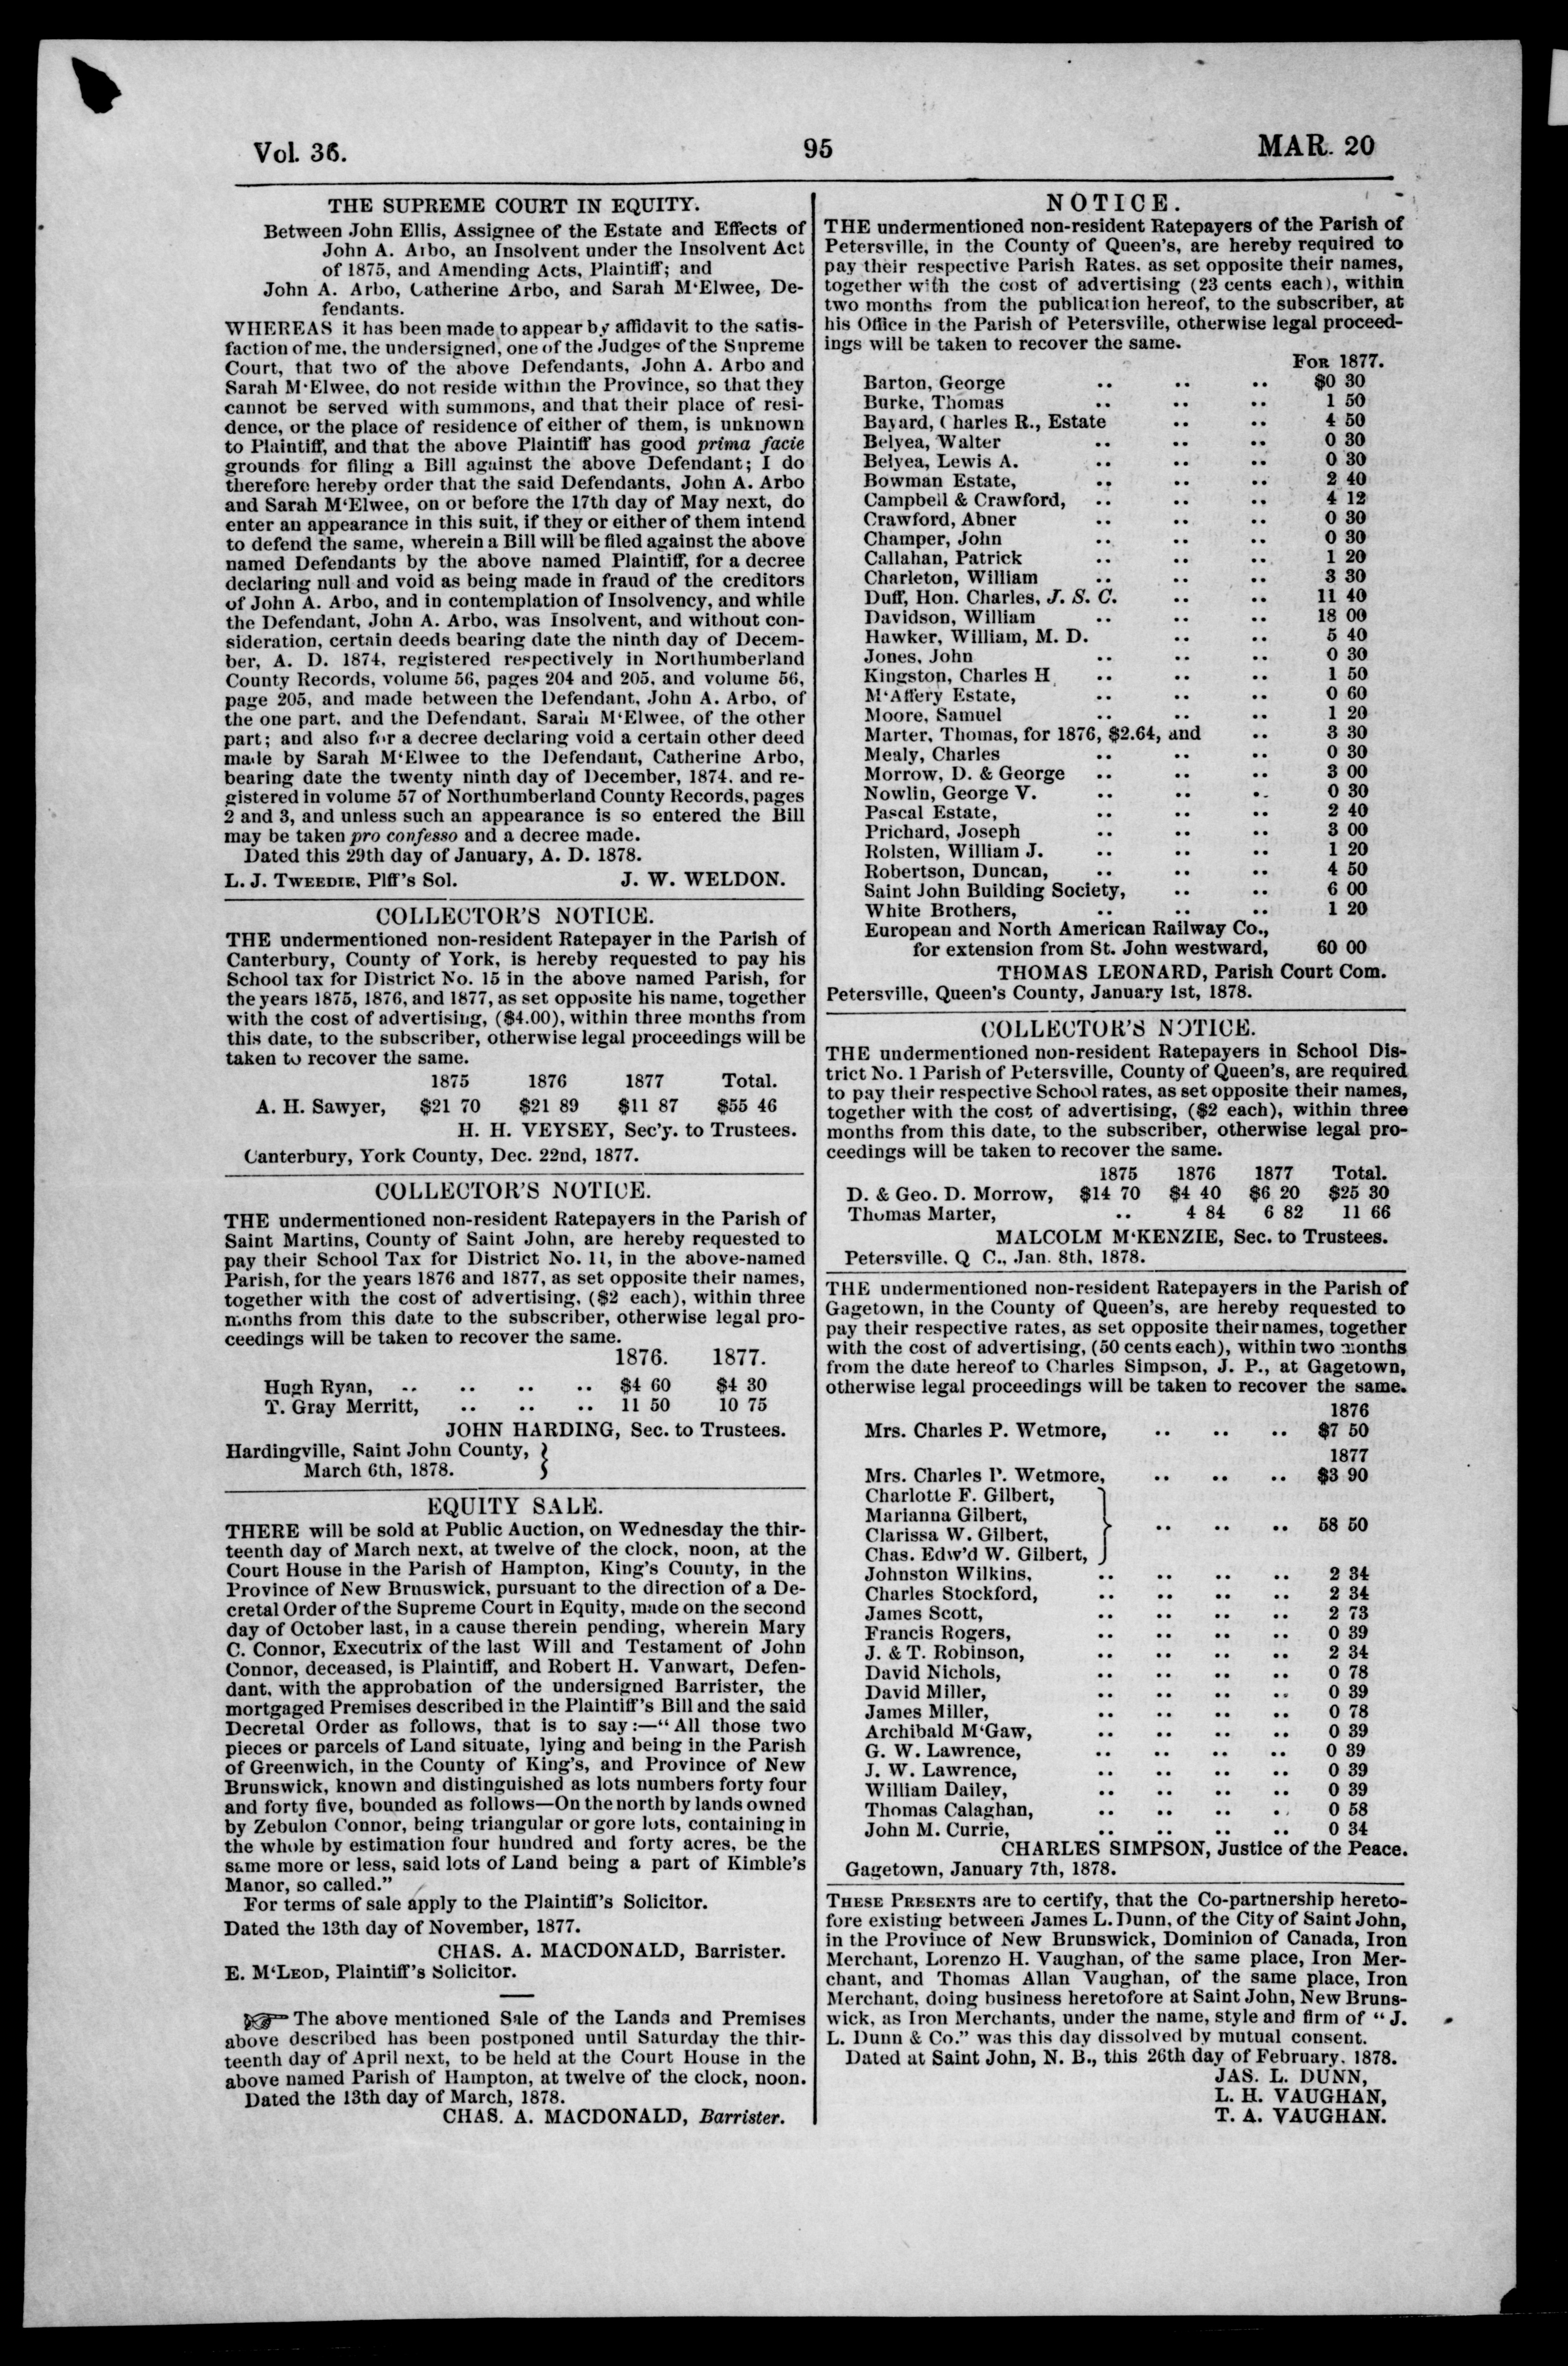 Vol. 36.
95
MAR. 20
THE SUPREME COURT IN EQUITY.
Between John Ellis, Assignee of the Estate and Effects of
John A. Arbo, an Insolvent under the Insolvent Act
of 1875, and Amending Acts, Plaintiff; and
John A. Arbo, Catherine Arbo, and Sarah M‘Elwee, De-
fendants.
WHEREAS it has been made to appear by affidavit to the satis-
faction of me, the undersigned, one of the Judges of the Supreme
Court, that two of the above Defendants, John A. Arbo and
Sarah M‘Elwee, do not reside within the Province, so that they
cannot be served with summons, and that their place of resi-
dence, or the place of residence of either of them, is unknown
to Plaintiff, and that the above Plaintiff has good prima facie
grounds for filing a Bill against the above Defendant; I do
therefore hereby order that the said Defendants, John A. Arbo
and Sarah M‘Elwee, on or before the 17th day of May next, do
enter an appearance in this suit, if they or either of them intend
to defend the same, wherein a Bill will be filed against the above
named Defendants by the above named Plaintiff, for a decree
declaring null and void as being made in fraud of the creditors
of John A. Arbo, and in contemplation of Insolvency, and while
the Defendant, John A. Arbo, was Insolvent, and without con-
sideration, certain deeds bearing date the ninth day of Decem-
ber, A. D. 1874, registered respectively in Northumberland
County Records, volume 56, pages 204 and 205, and volume 56,
page 205, and made between the Defendant, John A. Arbo, of
the one part, and the Defendant, Sarah M‘Elwee, of the other
part; and also for a decree declaring void a certain other deed
made by Sarah M‘Elwee to the Defendant, Catherine Arbo,
bearing date the twenty ninth day of December, 1874, and re-
gistered in volume 57 of Northumberland County Records, pages
2 and 3, and unless such an appearance is so entered the Bill
may be taken pro confesso and a decree made.
Dated this 29th day of January, A. D. 1878.
L. J. TWEEDIE, Plff's Sol. J. W. WELDON.
COLLECTOR'S NOTICE.
THE undermentioned non-resident Ratepayer in the Parish of
Canterbury, County of York, is hereby requested to pay his
School tax for District No. 15 in the above named Parish, for
the years 1875, 1876, and 1877, as set opposite his name, together
with the cost of advertising, ($4.00), within three months from
this date, to the subscriber, otherwise legal proceedings will be
taken to recover the same.
1875 1876 1877 Total.
A. H. Sawyer, $21 70 $21 89 $11 87 $55 46
H. H. VEYSEY, Sec'y. to Trustees.
Canterbury, York County, Dec. 22nd, 1877.
COLLECTOR'S NOTICE.
THE undermentioned non-resident Ratepayers in the Parish of
Saint Martins, County of Saint John, are hereby requested to
pay their School Tax for District No. 11, in the above-named
Parish, for the years 1876 and 1877, as set opposite their names,
together with the cost of advertising, ($2 each), within three
months from this date to the subscriber, otherwise legal pro-
ceedings will be taken to recover the same.
1876. 1877.
Hugh Ryan, .. .. .. .. $4 60 $4 30
T. Gray Merritt, .. .. .. 11 50 10 75
JOHN HARDING, Sec. to Trustees.
Hardingville, Saint John County, }
March 6th, 1878.
EQUITY SALE.
THERE will be sold at Public Auction, on Wednesday the thir-
teenth day of March next, at twelve of the clock, noon, at the
Court House in the Parish of Hampton, King's County, in the
Province of New Brunswick, pursuant to the direction of a De-
cretal Order of the Supreme Court in Equity, made on the second
day of October last, in a cause therein pending, wherein Mary
C. Connor, Executrix of the last Will and Testament of John
Connor, deceased, is Plaintiff, and Robert H. Vanwart, Defen-
dant, with the approbation of the undersigned Barrister, the
mortgaged Premises described in the Plaintiff's Bill and the said
Decretal Order as follows, that is to say:—“All those two
pieces or parcels of Land situate, lying and being in the Parish
of Greenwich, in the County of King's, and Province of New
Brunswick, known and distinguished as lots numbers forty four
and forty five, bounded as follows—On the north by lands owned
by Zebulon Connor, being triangular or gore lots, containing in
the whole by estimation four hundred and forty acres, be the
same more or less, said lots of Land being a part of Kimble's
Manor, so called.”
For terms of sale apply to the Plaintiff's Solicitor.
Dated the 13th day of November, 1877.
CHAS. A. MACDONALD, Barrister.
E. M‘LEOD, Plaintiff's Solicitor.
☞ The above mentioned Sale of the Lands and Premises
above described has been postponed until Saturday the thir-
teenth day of April next, to be held at the Court House in the
above named Parish of Hampton, at twelve of the clock, noon.
Dated the 13th day of March, 1878.
CHAS. A. MACDONALD, Barrister.
NOTICE.
THE undermentioned non-resident Ratepayers of the Parish of
Petersville, in the County of Queen's, are hereby required to
pay their respective Parish Rates, as set opposite their names,
together with the cost of advertising (23 cents each), within
two months from the publication hereof, to the subscriber, at
his Office in the Parish of Petersville, otherwise legal proceed-
ings will be taken to recover the same.
FOR 1877.
Barton, George .. .. .. $0 30
Burke, Thomas .. .. .. 1 50
Bayard, Charles R., Estate .. .. 4 50
Belyea, Walter .. .. .. 0 30
Belyea, Lewis A. .. .. .. 0 30
Bowman Estate, .. .. .. 2 40
Campbell & Crawford, .. .. .. 4 12
Crawford, Abner .. .. .. 0 30
Champer, John .. .. .. 0 30
Callahan, Patrick .. .. .. 1 20
Charleton, William .. .. .. 3 30
Duff, Hon. Charles, J. S. C. .. .. 11 40
Davidson, William .. .. .. 18 00
Hawker, William, M. D. .. .. 5 40
Jones, John .. .. .. 0 30
Kingston, Charles H .. .. .. 1 50
M‘Affery Estate, .. .. .. 0 60
Moore, Samuel .. .. .. 1 20
Marter, Thomas, for 1876, $2.64, and .. 3 30
Mealy, Charles .. .. .. 0 30
Morrow, D. & George .. .. .. 3 00
Nowlin, George V. .. .. .. 0 30
Pascal Estate, .. .. .. 2 40
Prichard, Joseph .. .. .. 3 00
Rolsten, William J. .. .. .. 1 20
Robertson, Duncan, .. .. .. 4 50
Saint John Building Society, .. .. 6 00
White Brothers, .. .. .. 1 20
European and North American Railway Co.,
for extension from St. John westward, 60 00
THOMAS LEONARD, Parish Court Com.
Petersville, Queen's County, January 1st, 1878.
COLLECTOR'S NOTICE.
THE undermentioned non-resident Ratepayers in School Dis-
trict No. 1 Parish of Petersville, County of Queen's, are required
to pay their respective School rates, as set opposite their names,
together with the cost of advertising, ($2 each), within three
months from this date, to the subscriber, otherwise legal pro-
ceedings will be taken to recover the same.
1875 1876 1877 Total.
D. & Geo. D. Morrow, $14 70 $4 40 $6 20 $25 30
Thomas Marter, .. 4 84 6 82 11 66
MALCOLM M‘KENZIE, Sec. to Trustees.
Petersville. Q C., Jan. 8th, 1878.
THE undermentioned non-resident Ratepayers in the Parish of
Gagetown, in the County of Queen's, are hereby requested to
pay their respective rates, as set opposite their names, together
with the cost of advertising, (50 cents each), within two months
from the date hereof to Charles Simpson, J. P., at Gagetown,
otherwise legal proceedings will be taken to recover the same.
1876
Mrs. Charles P. Wetmore, .. .. .. $7 50
1877
Mrs. Charles P. Wetmore, .. .. .. $3 90
Charlotte F. Gilbert,
Marianna Gilbert,
Clarissa W. Gilbert, } .. .. .. 58 50
Chas. Edw'd W. Gilbert,
Johnston Wilkins, .. .. .. .. 2 34
Charles Stockford, .. .. .. .. 2 34
James Scott, .. .. .. .. 2 73
Francis Rogers, .. .. .. .. 0 39
J. & T. Robinson, .. .. .. .. 2 34
David Nichols, .. .. .. .. 0 78
David Miller, .. .. .. .. 0 39
James Miller, .. .. .. .. 0 78
Archibald M‘Gaw, .. .. .. .. 0 39
G. W. Lawrence, .. .. .. .. 0 39
J. W. Lawrence, .. .. .. .. 0 39
William Dailey, .. .. .. .. 0 39
Thomas Calaghan, .. .. .. .. 0 58
John M. Currie, .. .. .. .. 0 34
CHARLES SIMPSON, Justice of the Peace.
Gagetown, January 7th, 1878.
THESE PRESENTS are to certify, that the Co-partnership hereto-
fore existing between James L. Dunn, of the City of Saint John,
in the Province of New Brunswick, Dominion of Canada, Iron
Merchant, Lorenzo H. Vaughan, of the same place, Iron Mer-
chant, and Thomas Allan Vaughan, of the same place, Iron
Merchant, doing business heretofore at Saint John, New Bruns-
wick, as Iron Merchants, under the name, style and firm of “J.
L. Dunn & Co.” was this day dissolved by mutual consent.
Dated at Saint John, N. B., this 26th day of February, 1878.
JAS. L. DUNN,
L. H. VAUGHAN,
T. A. VAUGHAN.